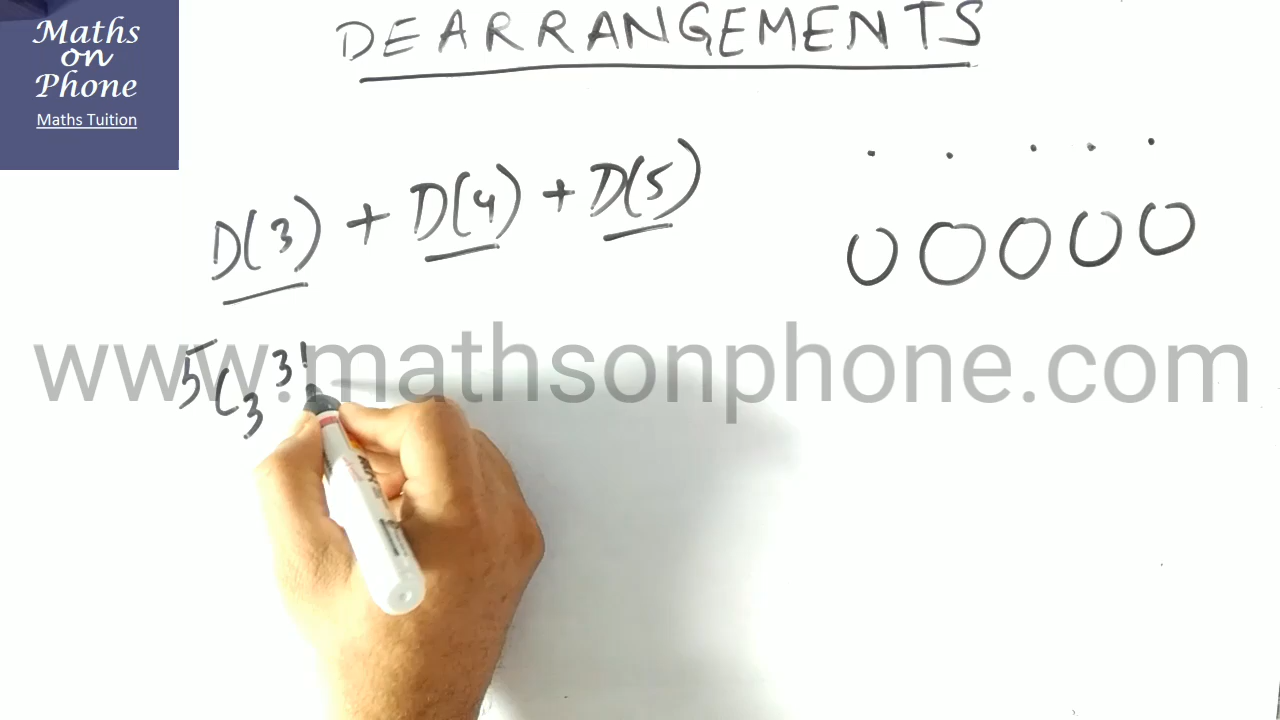 Maths
on
Phone
Maths Tuition
DEARRANGEMENTS
D(3) + D(4) + D(5)
5C3 3!
www.mathsonphone.com